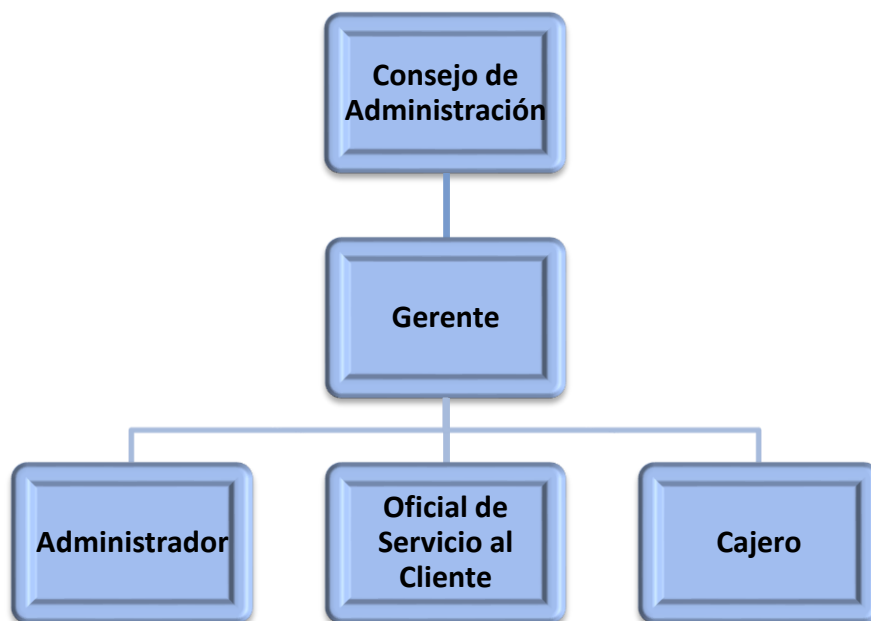 Consejo de
Administración
Gerente
Administrador
Oficial de
Servicio al
Cliente
Cajero